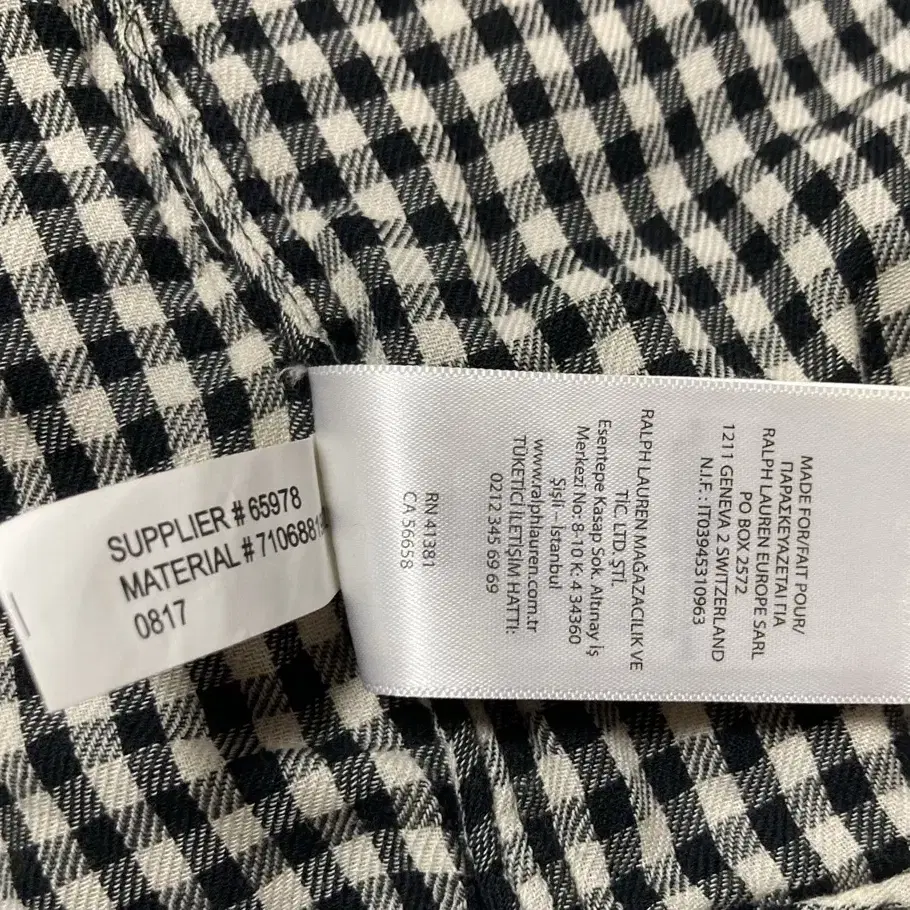 SUPPLIER # 65978
MATERIAL #
0817
MADE FOR/FAIT POUR/
ΠΑΡΑΣΚΕΥΑΖΕΤΑΙ ΓΙΑ
RALPH LAUREN EUROPE SARL
PO BOX 2572
1211 GENEVA 2 SWITZERLAND
N.I.F. : IT03945310963
RALPH LAUREN MAĞAZACILIK VE
TİC. LTD. ŞTİ.
Esentepe Kasap Sok. Altınay İş
Merkezi No: 8-10 K: 4 34360
Şişli - İstanbul
www.ralphlauren.com.tr
TÜKETİCİ İLETİŞİM HATTI:
0212 345 69 69
RN 41381
CA 56658